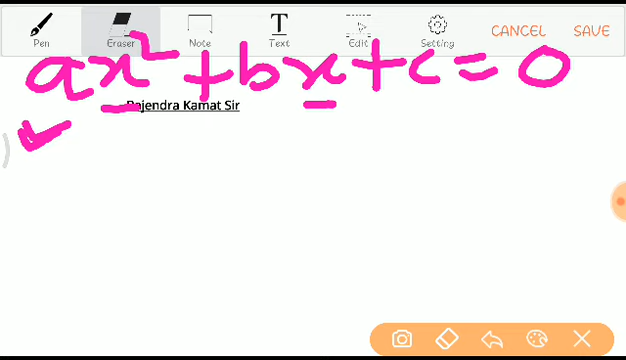 Pen Eraser Note Text Edit Setting CANCEL SAVE
ax² + bx + c = 0
Rajendra Kamat Sir